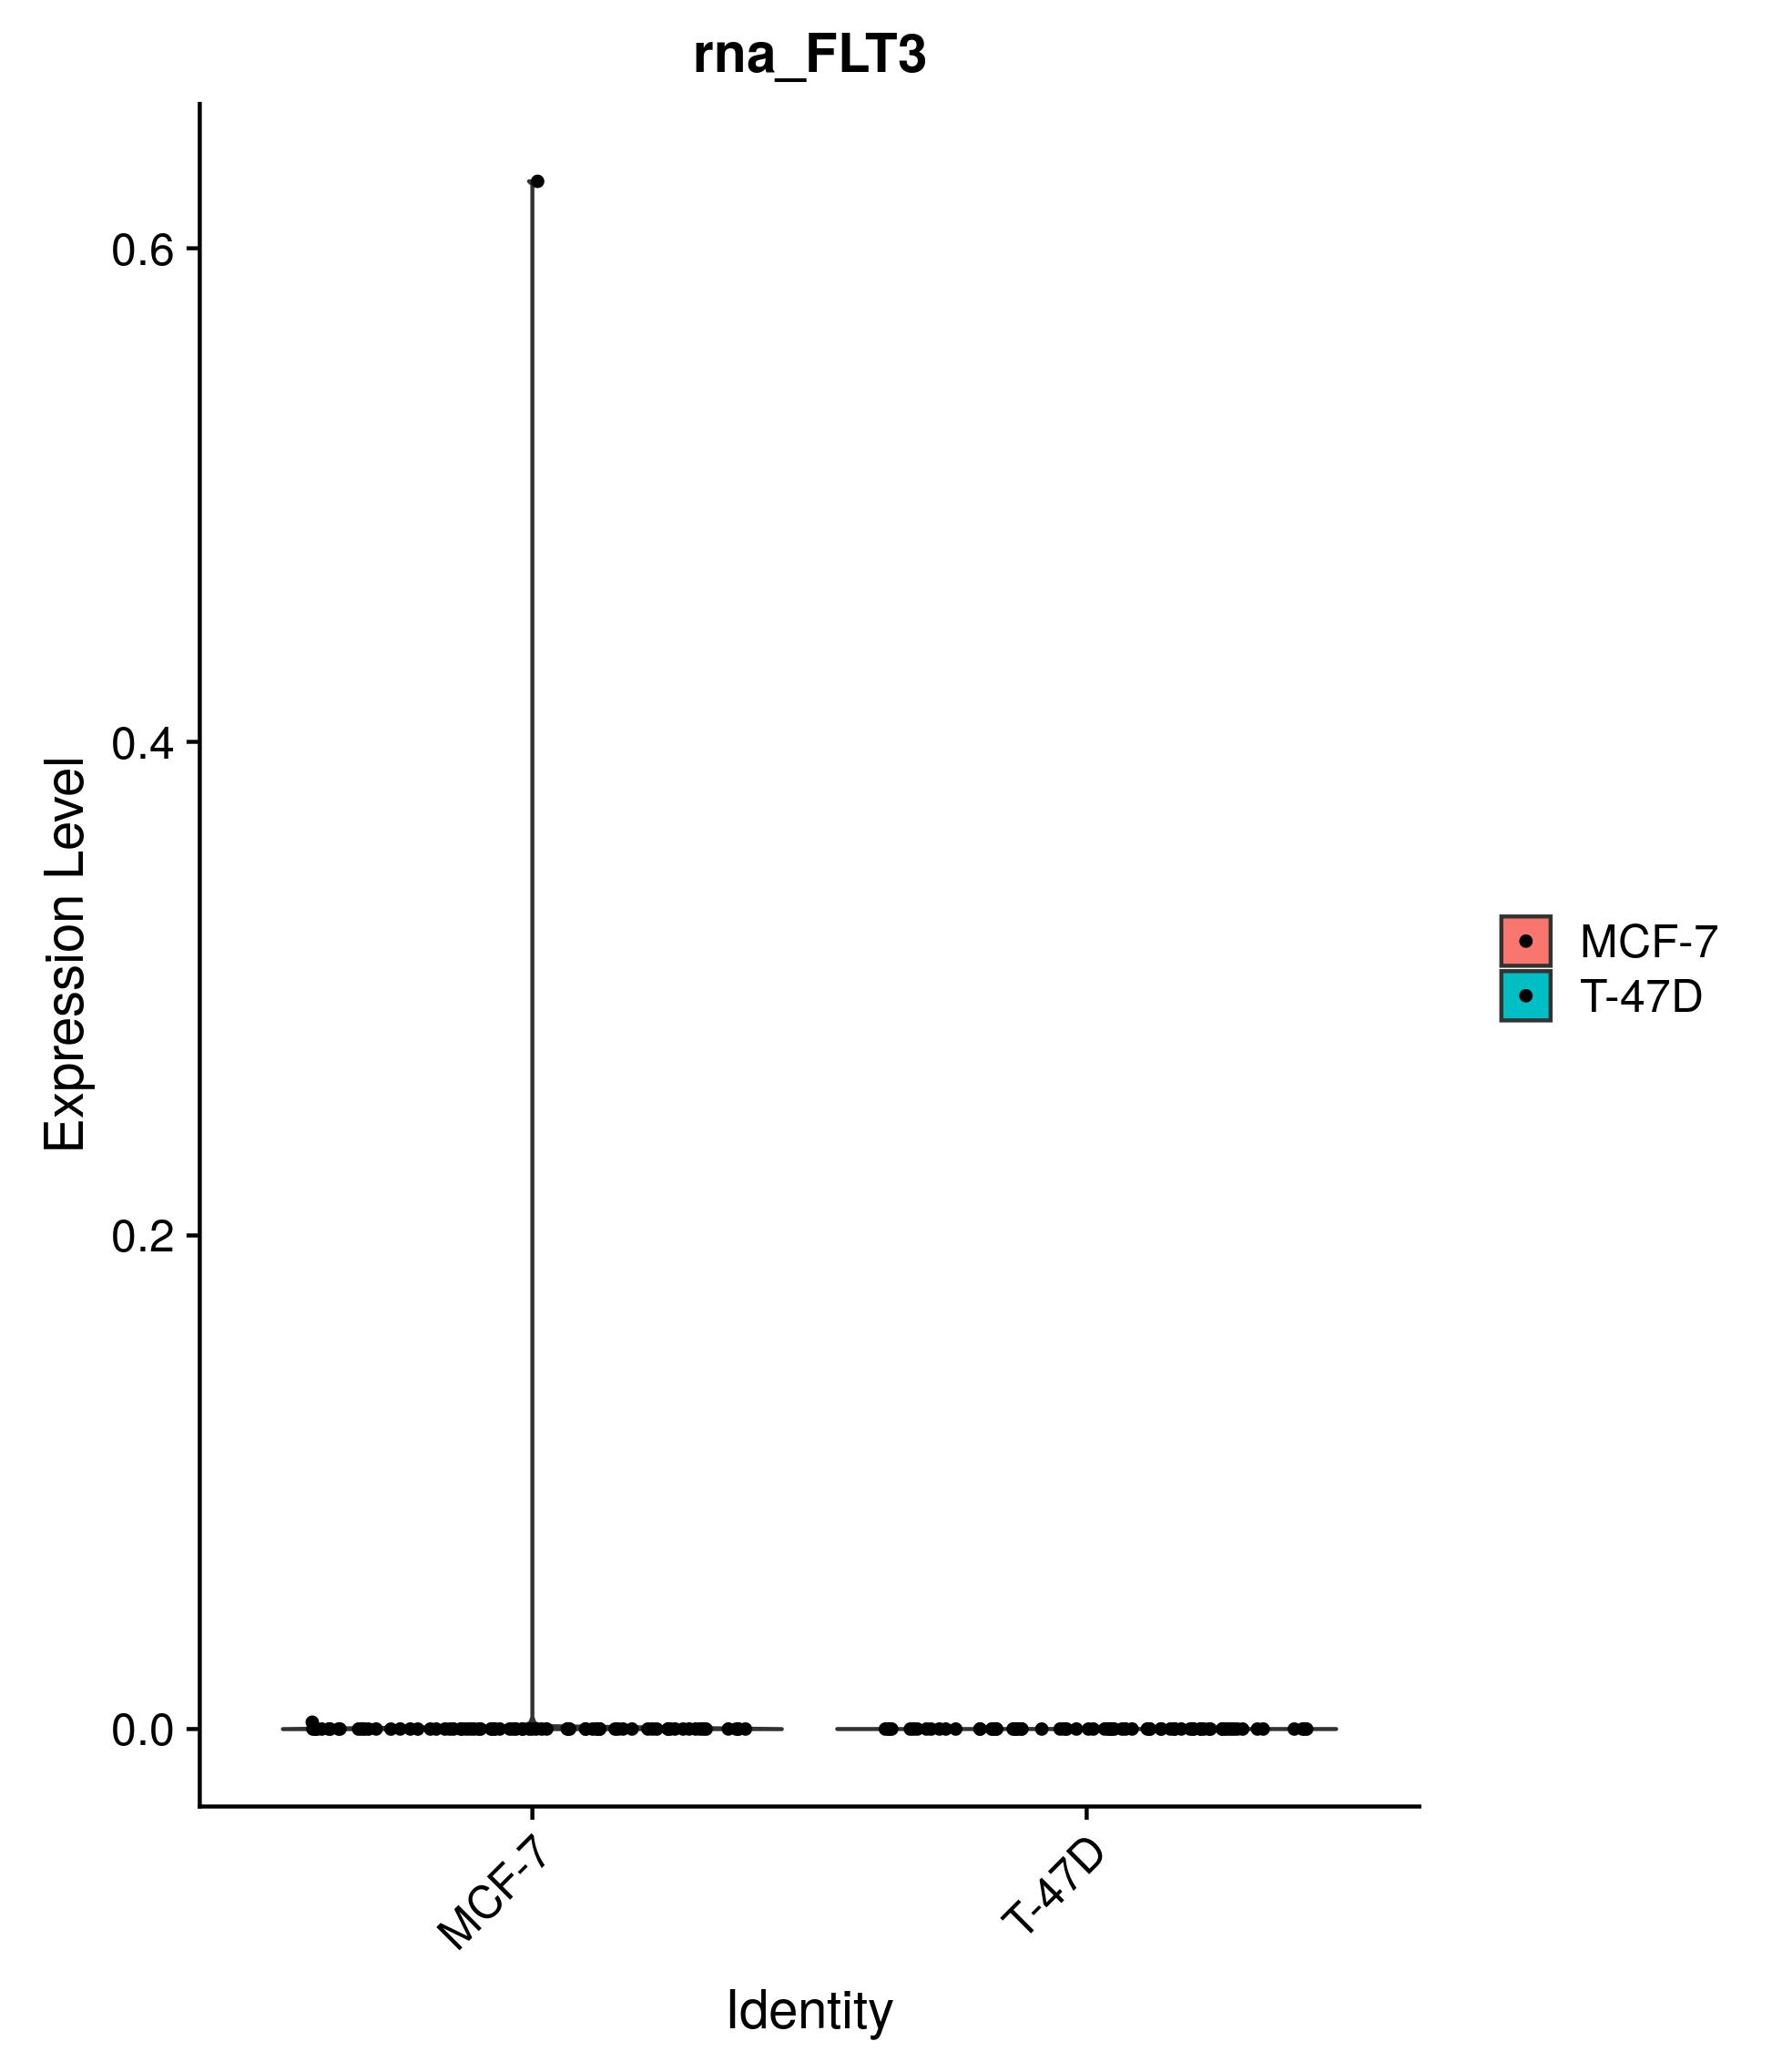 rna_FLT3
Expression Level
0.6
0.4
0.2
0.0
MCF-7
T-47D
Identity
MCF-7
T-47D